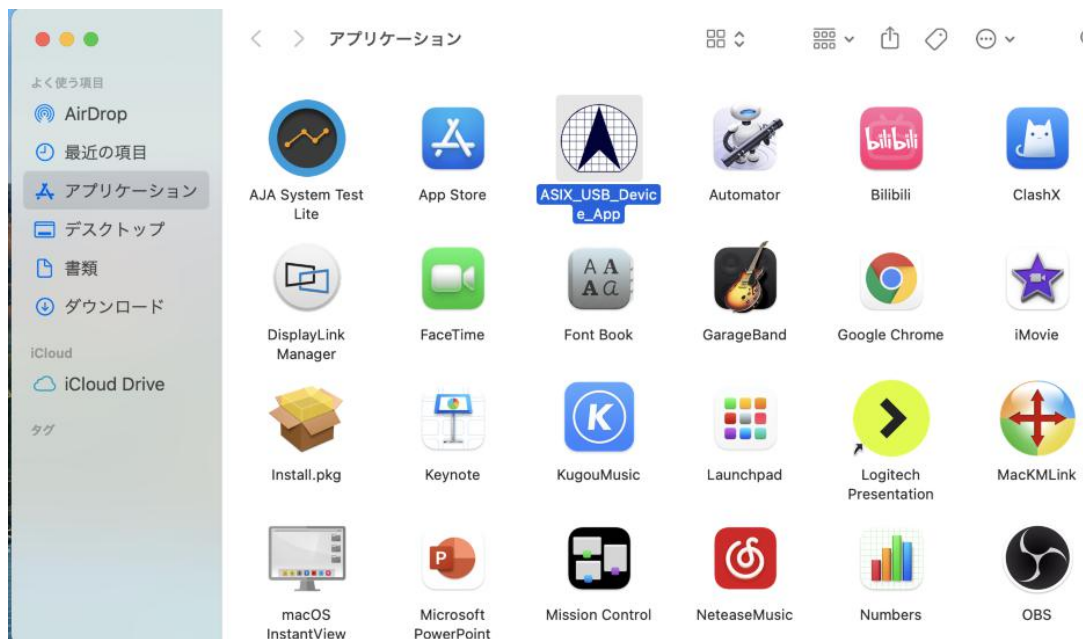 アプリケーション
よく使う項目
AirDrop
最近の項目
アプリケーション
デスクトップ
書類
ダウンロード
iCloud
iCloud Drive
タグ
AJA System Test
Lite
App Store
ASIX_USB_Devic
e_App
Automator
bilibili
Bilibili
ClashX
DisplayLink
Manager
FaceTime
A A
A a
Font Book
GarageBand
Google Chrome
iMovie
Install.pkg
Keynote
K
KugouMusic
Launchpad
Logitech
Presentation
MacKMLink
macOS
InstantView
P
Microsoft
PowerPoint
Mission Control
NeteaseMusic
Numbers
OBS